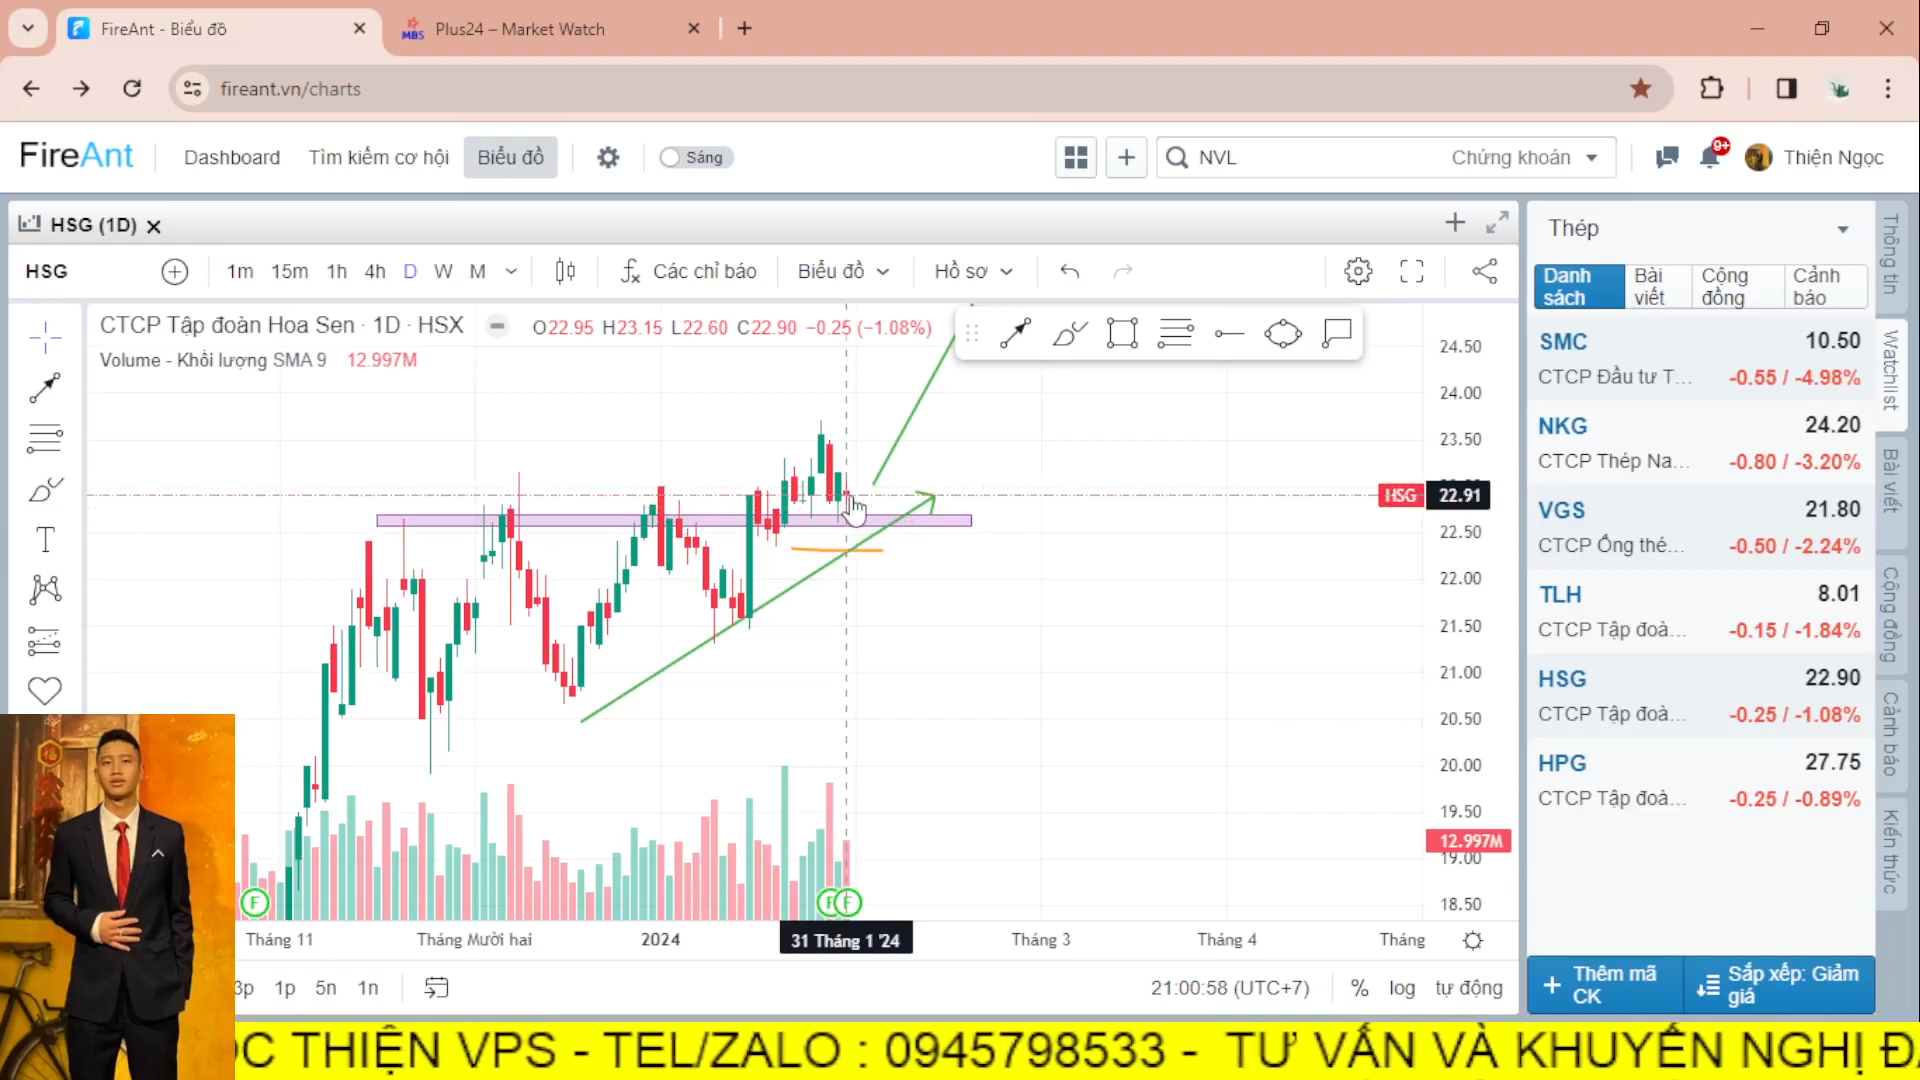 FireAnt - Biểu đồ
MBS Plus24 – Market Watch
fireant.vn/charts
FireAnt
Dashboard
Tìm kiếm cơ hội
Biểu đồ
Sáng
NVL
Chứng khoán
9+
Thiện Ngọc
HSG (1D)
HSG
1m 15m 1h 4h D W M
Các chỉ báo
Biểu đồ
Hồ sơ
CTCP Tập đoàn Hoa Sen · 1D · HSX
O22.95 H23.15 L22.60 C22.90 −0.25 (−1.08%)
Volume - Khối lượng SMA 9 12.997M
24.50
24.00
23.50
HSG 22.91
22.50
22.00
21.50
21.00
20.50
20.00
19.50
12.997M
19.00
18.50
F
F
F
Tháng 11
Tháng Mười hai
2024
31 Tháng 1 '24
Tháng 3
Tháng 4
Tháng
3p 1p 5n 1n
21:00:58 (UTC+7)
% log tự động
Thép
Danh sách
Bài viết
Cộng đồng
Cảnh báo
SMC 10.50
CTCP Đầu tư T... -0.55 / -4.98%
NKG 24.20
CTCP Thép Na... -0.80 / -3.20%
VGS 21.80
CTCP Ống thé... -0.50 / -2.24%
TLH 8.01
CTCP Tập đoà... -0.15 / -1.84%
HSG 22.90
CTCP Tập đoà... -0.25 / -1.08%
HPG 27.75
CTCP Tập đoà... -0.25 / -0.89%
Thêm mã CK
Sắp xếp: Giảm giá
Thông tin
Watchlist
Bài viết
Cộng đồng
Cảnh báo
Kiến thức
C THIỆN VPS - TEL/ZALO : 0945798533 - TƯ VẤN VÀ KHUYẾN NGHỊ